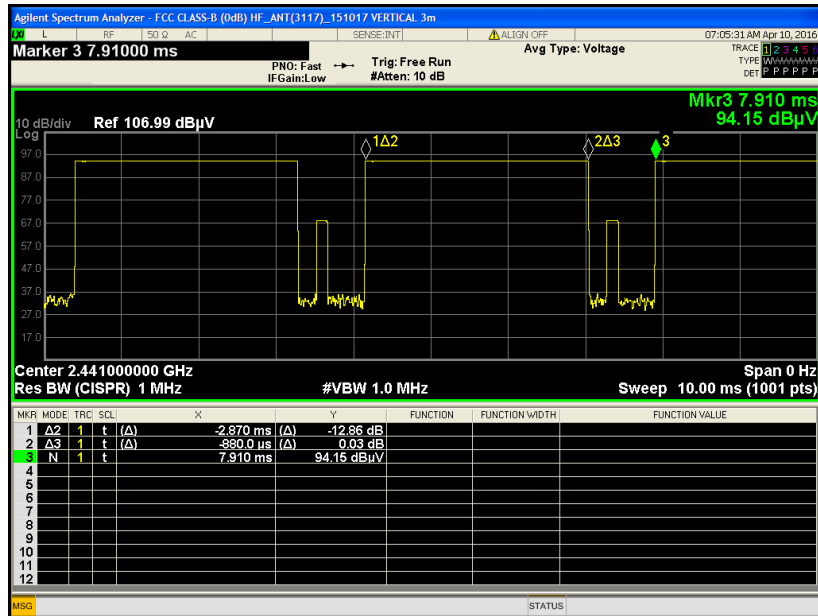 Agilent Spectrum Analyzer - FCC CLASS-B (0dB) HF_ANT(3117)_151017 VERTICAL 3m
LXI L RF 50 Ω AC SENSE:INT ALIGN OFF 07:05:31 AM Apr 10, 2016
Marker 3 7.91000 ms Avg Type: Voltage TRACE 1 2 3 4 5 6
PNO: Fast Trig: Free Run TYPE WWWWWW
IFGain:Low #Atten: 10 dB DET P P P P P P
Mkr3 7.910 ms
94.15 dBµV
10 dB/div Ref 106.99 dBµV
Log
1Δ2 2Δ3 3
97.0
87.0
77.0
67.0
57.0
47.0
37.0
27.0
17.0
Center 2.441000000 GHz Span 0 Hz
Res BW (CISPR) 1 MHz #VBW 1.0 MHz Sweep 10.00 ms (1001 pts)
MKR MODE TRC SCL X Y FUNCTION FUNCTION WIDTH FUNCTION VALUE
1 Δ2 1 t (Δ) -2.870 ms (Δ) -12.86 dB
2 Δ3 1 t (Δ) -880.0 µs (Δ) 0.03 dB
3 N 1 t 7.910 ms 94.15 dBµV
4
5
6
7
8
9
10
11
12
MSG STATUS